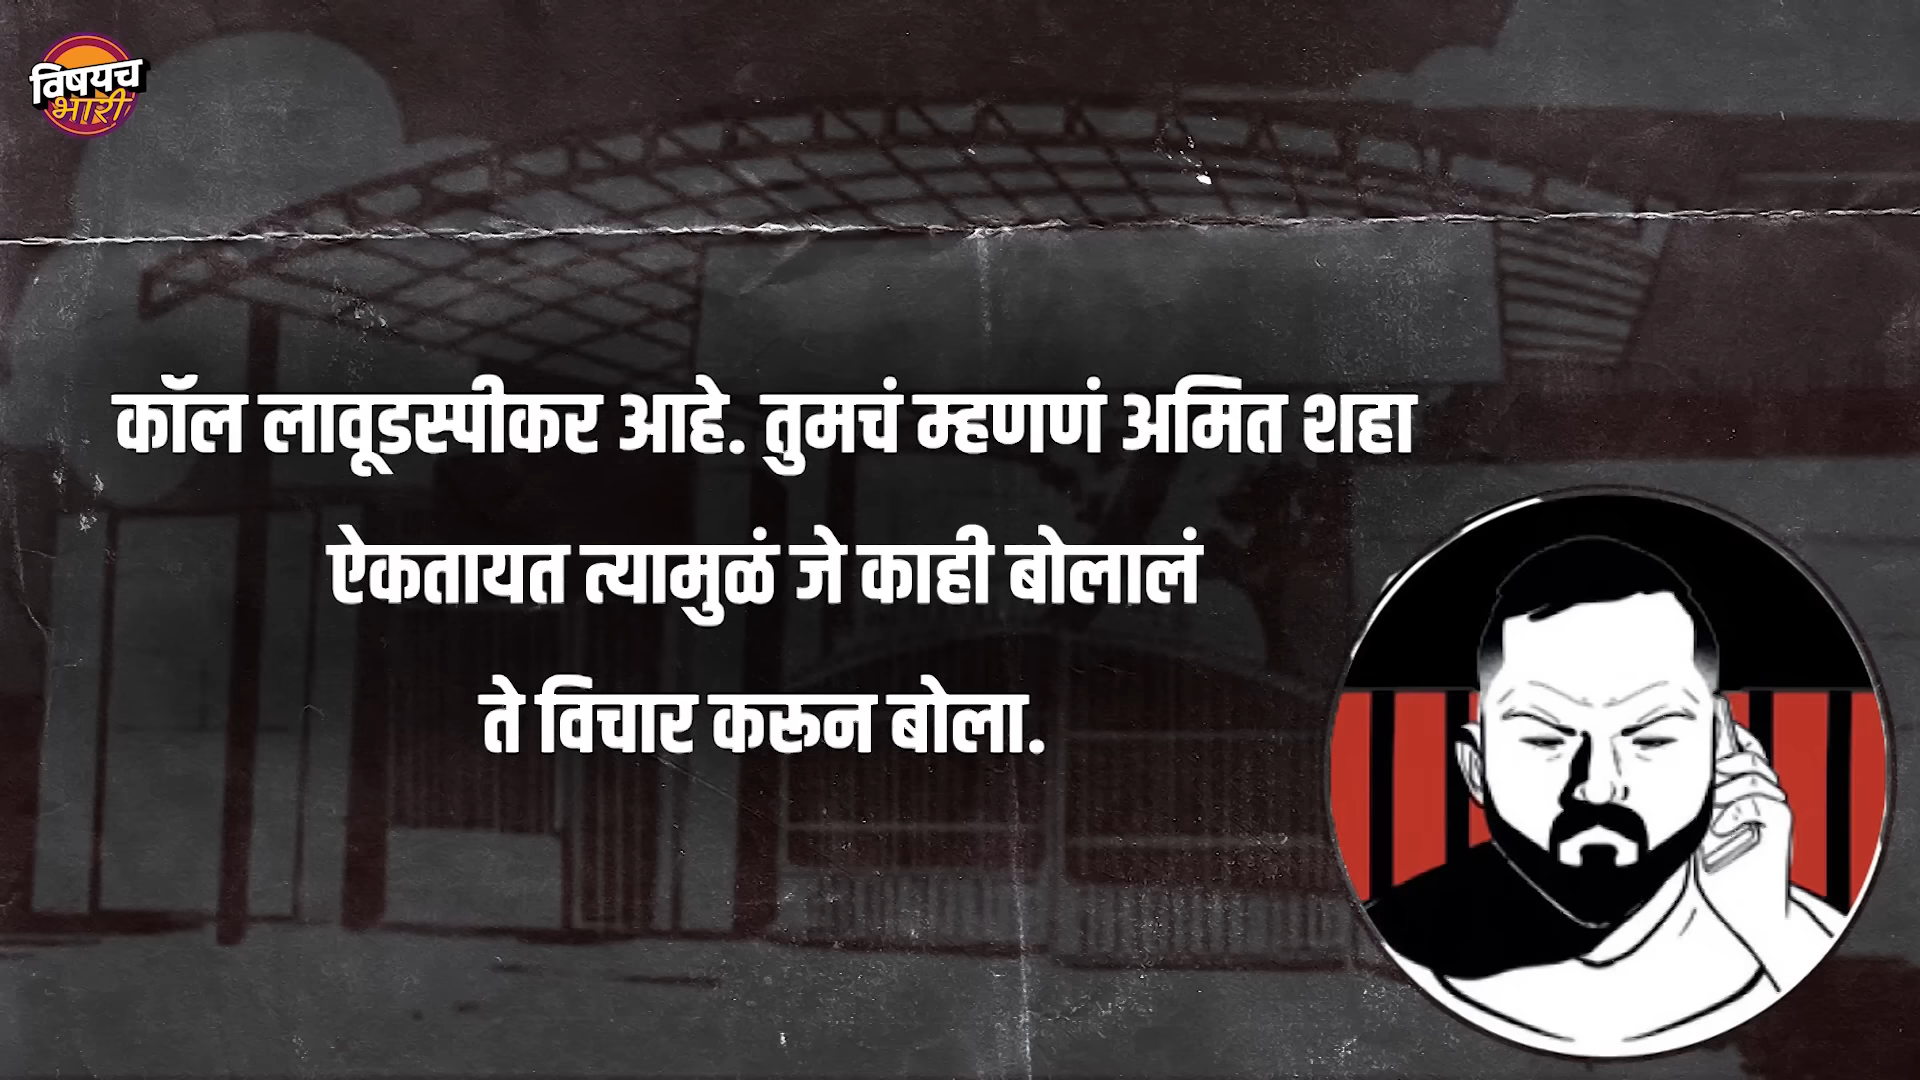 विषयच
भारी
कॉल लावूडस्पीकर आहे. तुमचं म्हणणं अमित शहा
ऐकतायत त्यामुळं जे काही बोलालं
ते विचार करून बोला.